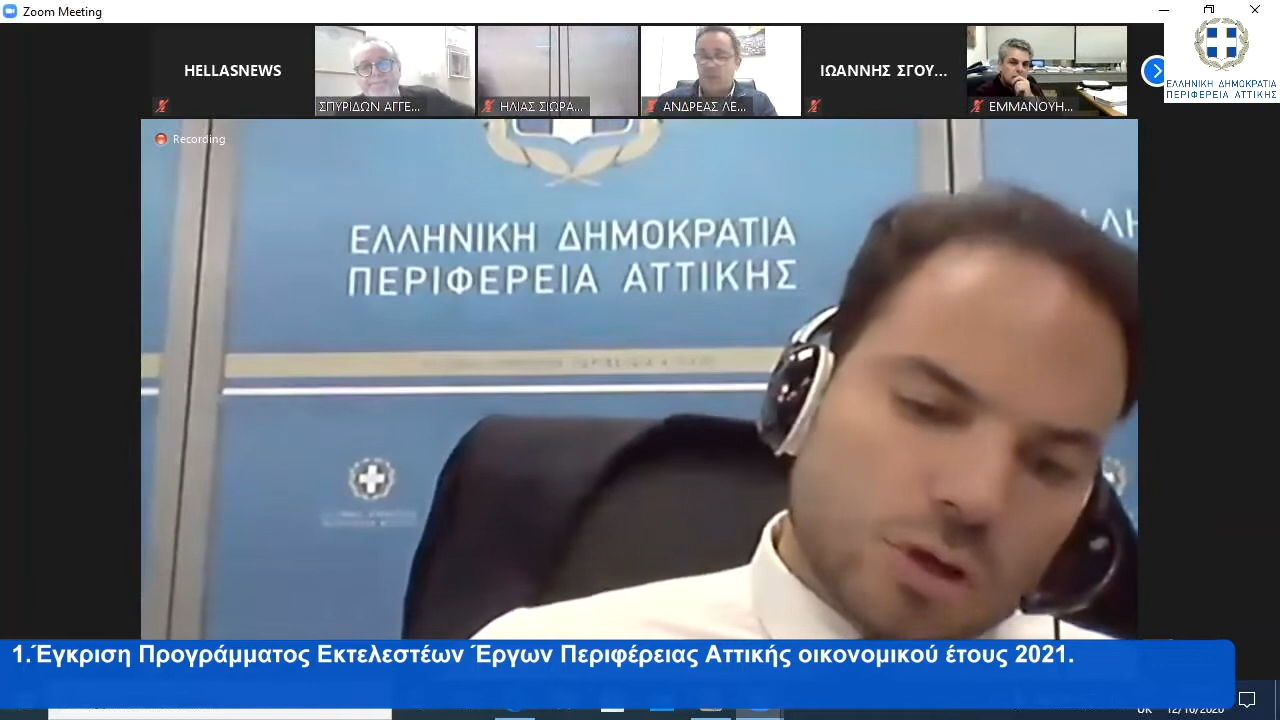 Zoom Meeting
HELLASNEWS
ΣΠΥΡΙΔΩΝ ΑΓΓΕ...
ΗΛΙΑΣ ΣΙΩΡΑ...
ΑΝΔΡΕΑΣ ΛΕ...
ΙΩΑΝΝΗΣ ΣΓΟΥ...
ΕΜΜΑΝΟΥΗ...
ΕΛΛΗΝΙΚΗ ΔΗΜΟΚΡΑΤΙΑ
ΠΕΡΙΦΕΡΕΙΑ ΑΤΤΙΚΗΣ
Recording
ΕΛΛΗΝΙΚΗ ΔΗΜΟΚΡΑΤΙΑ
ΠΕΡΙΦΕΡΕΙΑ ΑΤΤΙΚΗΣ
1.Έγκριση Προγράμματος Εκτελεστέων Έργων Περιφέρειας Αττικής οικονομικού έτους 2021.